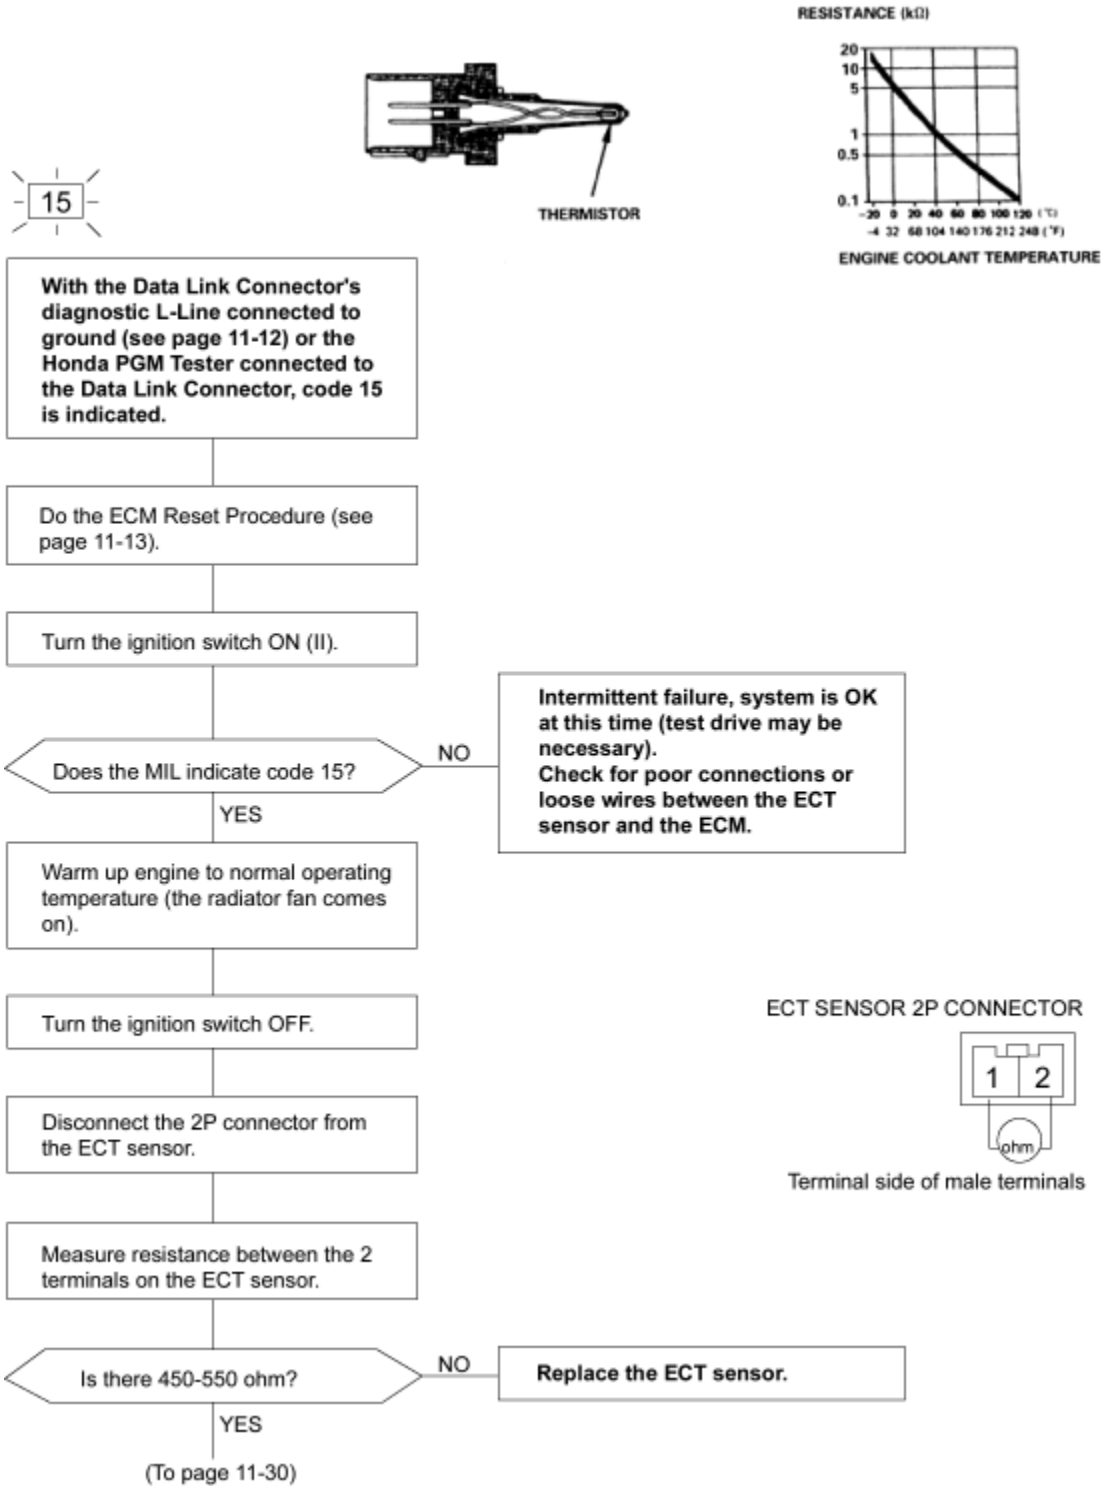 RESISTANCE (kΩ)
20
10
5
1
0.5
0.1
-20 0 20 40 60 80 100 120 (˚C)
-4 32 68 104 140 176 212 248 (˚F)
ENGINE COOLANT TEMPERATURE
THERMISTOR
15
With the Data Link Connector's
diagnostic L-Line connected to
ground (see page 11-12) or the
Honda PGM Tester connected to
the Data Link Connector, code 15
is indicated.
Do the ECM Reset Procedure (see
page 11-13).
Turn the ignition switch ON (II).
Does the MIL indicate code 15?
NO
Intermittent failure, system is OK
at this time (test drive may be
necessary).
Check for poor connections or
loose wires between the ECT
sensor and the ECM.
YES
Warm up engine to normal operating
temperature (the radiator fan comes
on).
Turn the ignition switch OFF.
Disconnect the 2P connector from
the ECT sensor.
ECT SENSOR 2P CONNECTOR
1 2
ohm
Terminal side of male terminals
Measure resistance between the 2
terminals on the ECT sensor.
Is there 450-550 ohm?
NO
Replace the ECT sensor.
YES
(To page 11-30)